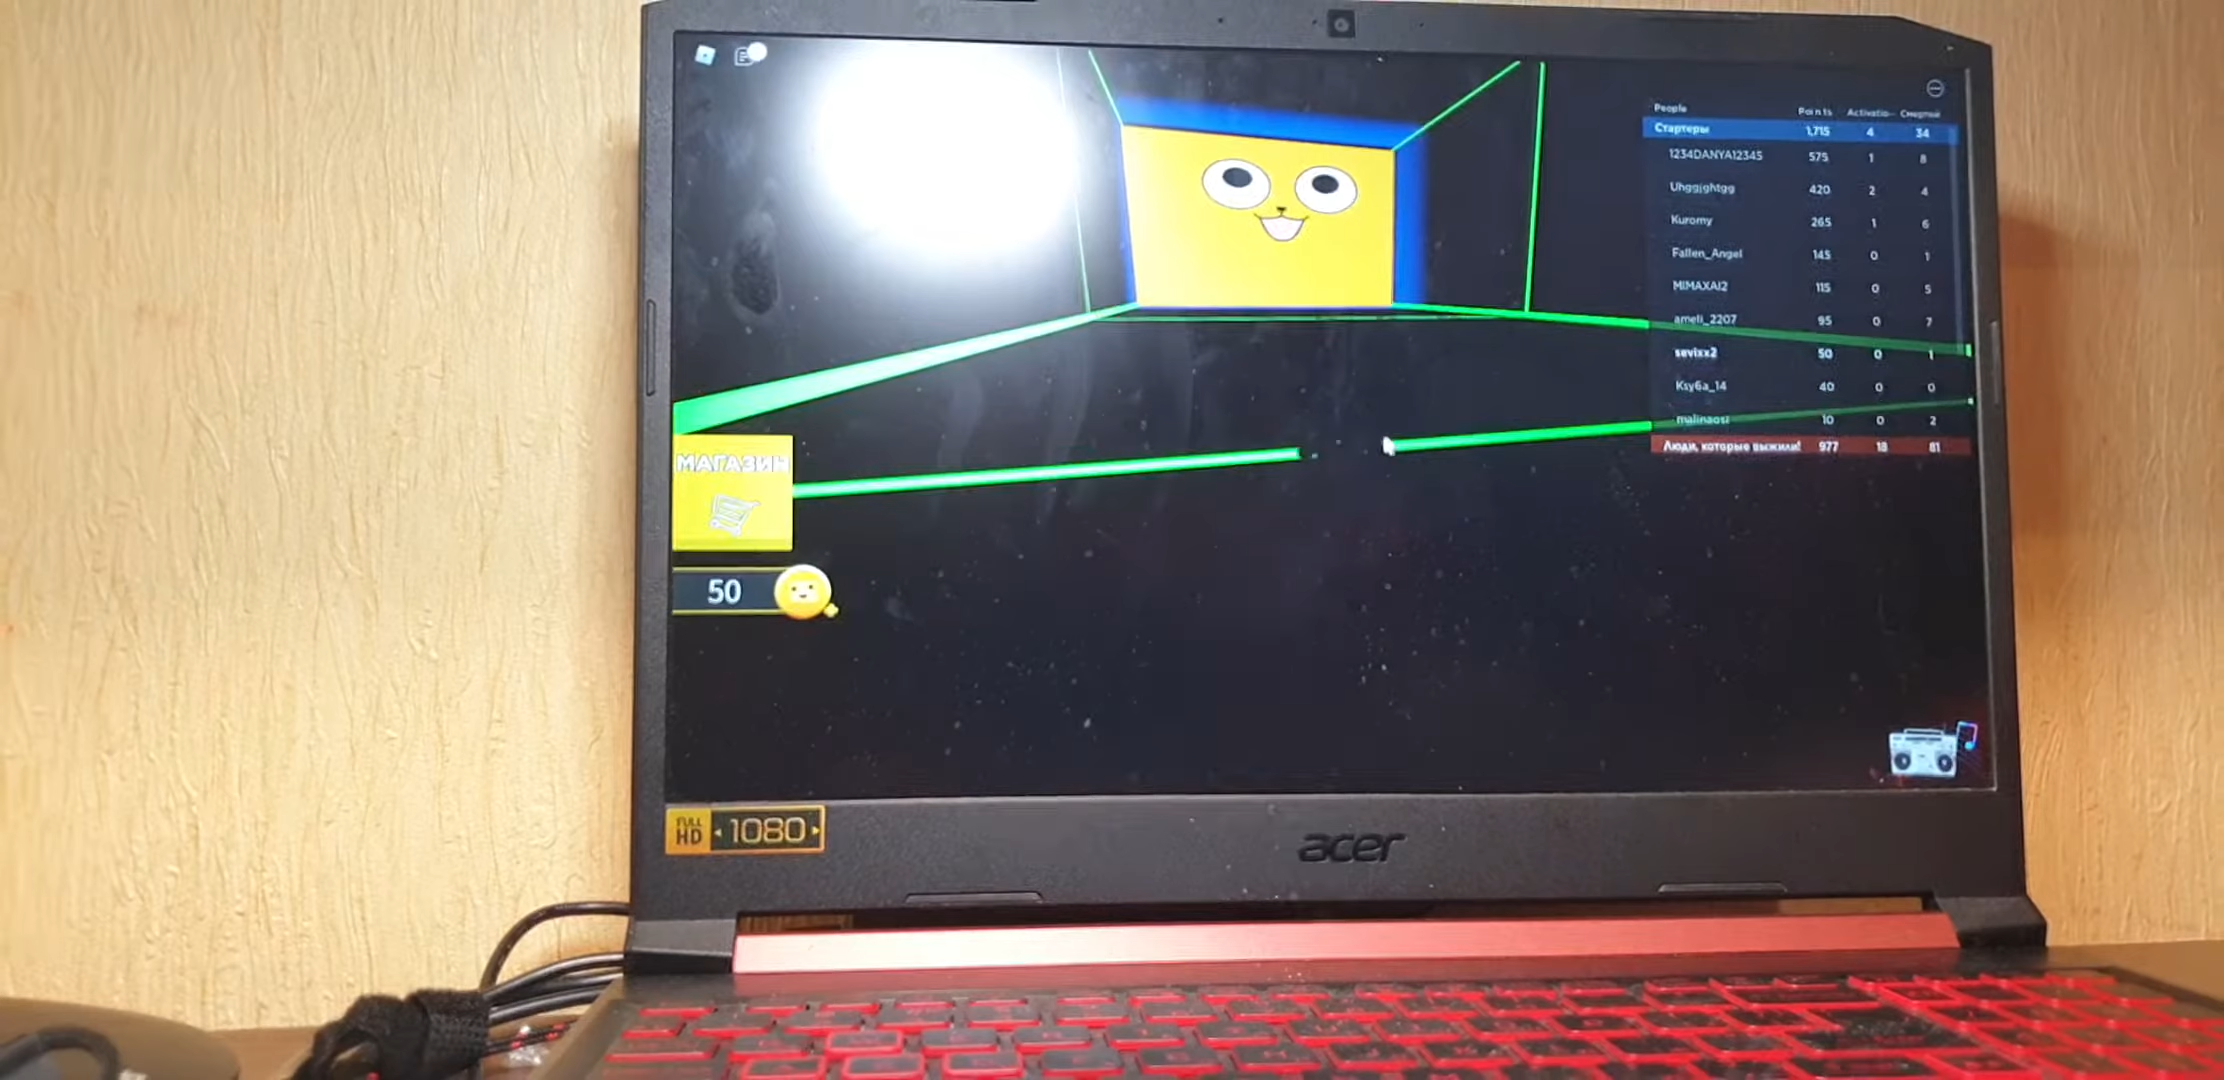 People Points Activatio... Смертей
Стартеры 1,715 4 34
1234DANYA12345 575 1 8
Uhggjghtgg 420 2 4
Kuromy 265 1 6
Fallen_Angel 145 0 1
MIMAXAI2 115 0 5
ameli_2207 95 0 7
sevixx2 50 0 1
Ksy6a_14 40 0 0
malinaosi 10 0 2
Люди, которые выжили! 977 18 81
МАГАЗИН
50
FULL HD 1080
acer